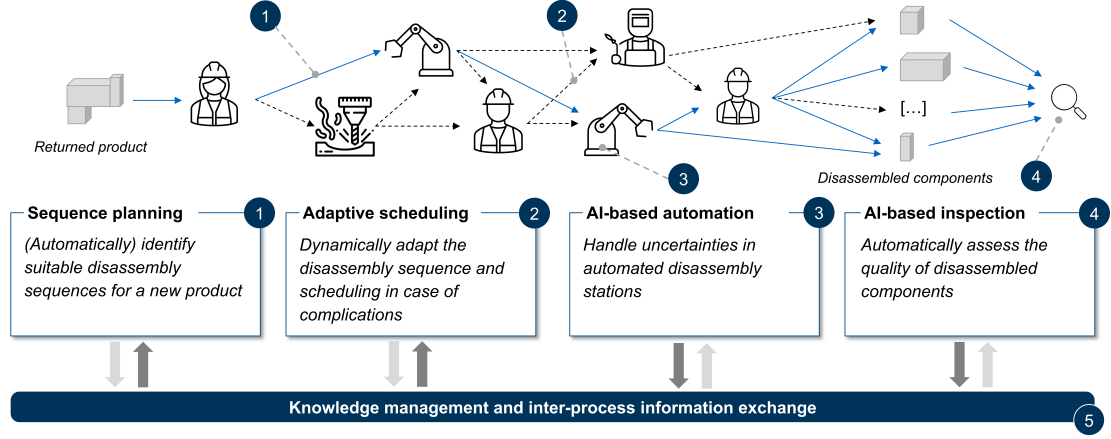 1
2
[...]
Returned product
3
Disassembled components
4
Sequence planning
1
(Automatically) identify
suitable disassembly
sequences for a new product
Adaptive scheduling
2
Dynamically adapt the
disassembly sequence and
scheduling in case of
complications
AI-based automation
3
Handle uncertainties in
automated disassembly
stations
AI-based inspection
4
Automatically assess the
quality of disassembled
components
Knowledge management and inter-process information exchange
5